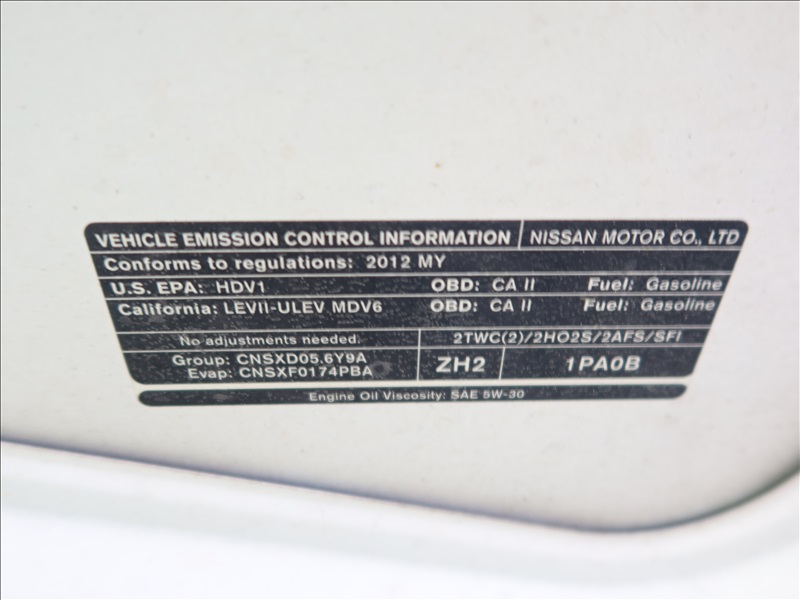 VEHICLE EMISSION CONTROL INFORMATION NISSAN MOTOR CO., LTD
Conforms to regulations: 2012 MY
U.S. EPA: HDV1 OBD: CA II Fuel: Gasoline
California: LEVII-ULEV MDV6 OBD: CA II Fuel: Gasoline
No adjustments needed. 2TWC(2)/2HO2S/2AFS/SFI
Group: CNSXD05.6Y9A
Evap: CNSXF0174PBA
ZH2 1PA0B
Engine Oil Viscosity: SAE 5W-30